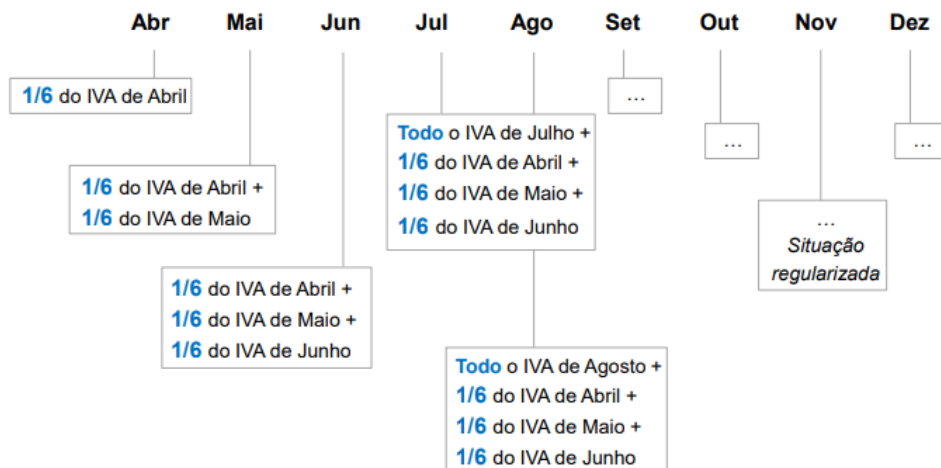 Abr Mai Jun Jul Ago Set Out Nov Dez
1/6 do IVA de Abril
1/6 do IVA de Abril +
1/6 do IVA de Maio
1/6 do IVA de Abril +
1/6 do IVA de Maio +
1/6 do IVA de Junho
Todo o IVA de Julho +
1/6 do IVA de Abril +
1/6 do IVA de Maio +
1/6 do IVA de Junho
Todo o IVA de Agosto +
1/6 do IVA de Abril +
1/6 do IVA de Maio +
1/6 do IVA de Junho
...
...
...
Situação
regularizada
...